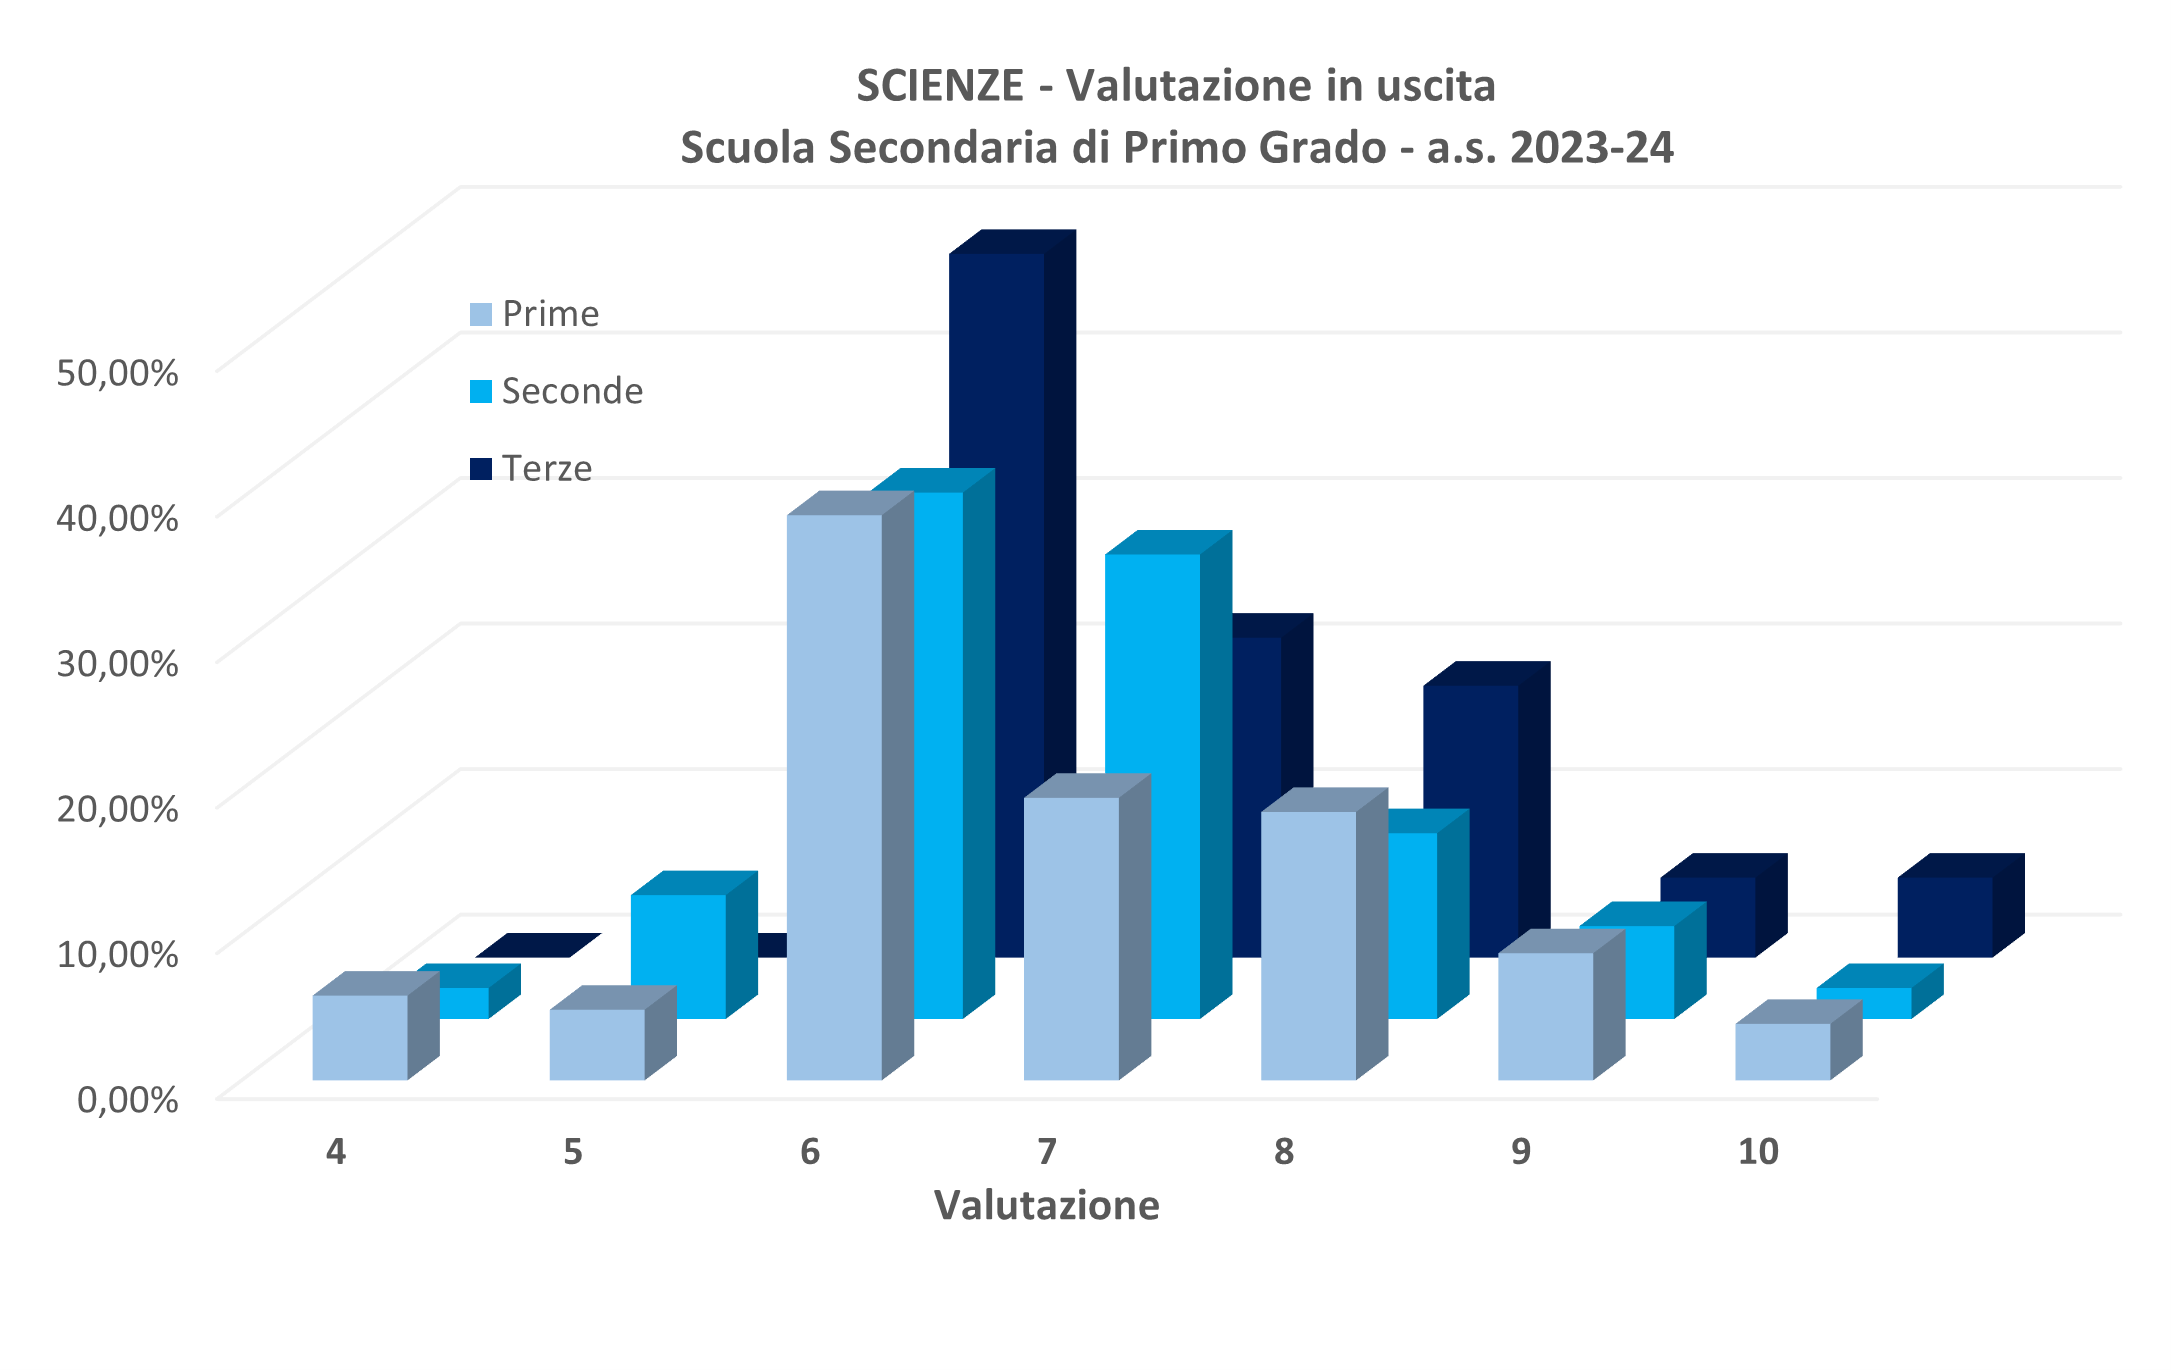 SCIENZE - Valutazione in uscita
Scuola Secondaria di Primo Grado - a.s. 2023-24
Prime
Seconde
Terze
50,00%
40,00%
30,00%
20,00%
10,00%
0,00%
4 5 6 7 8 9 10
Valutazione